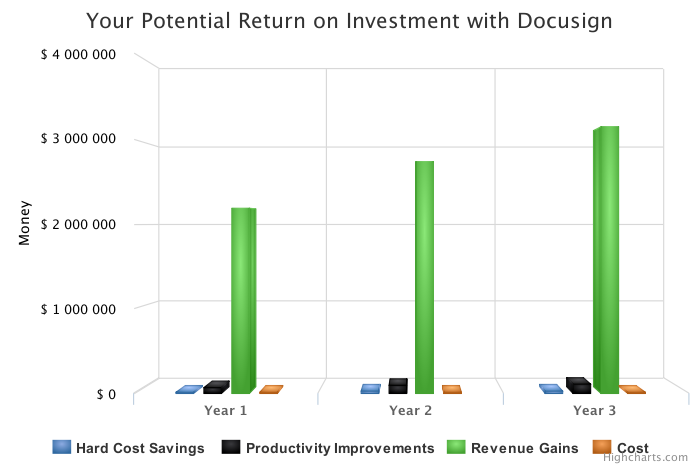 Your Potential Return on Investment with Docusign
$ 4 000 000
$ 3 000 000
$ 2 000 000
$ 1 000 000
$ 0
Money
Year 1 Year 2 Year 3
Hard Cost Savings Productivity Improvements Revenue Gains Cost
Highcharts.com